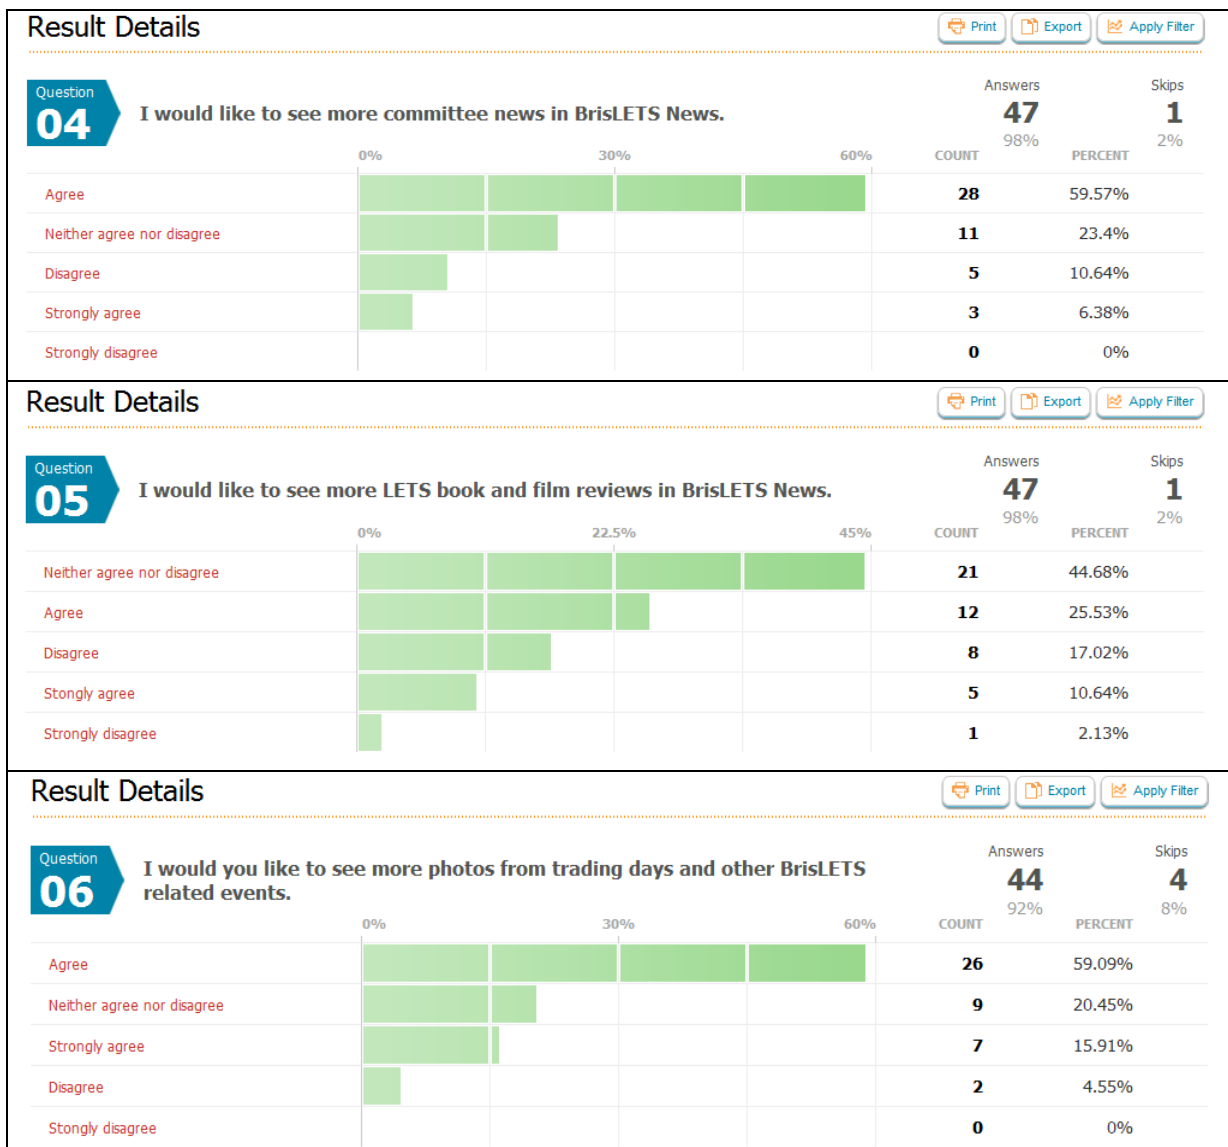 Result Details
Print Export Apply Filter
Question
04
I would like to see more committee news in BrisLETS News.
Answers Skips
47 1
98% 2%
0% 30% 60% COUNT PERCENT
Agree 28 59.57%
Neither agree nor disagree 11 23.4%
Disagree 5 10.64%
Strongly agree 3 6.38%
Strongly disagree 0 0%
Result Details
Print Export Apply Filter
Question
05
I would like to see more LETS book and film reviews in BrisLETS News.
Answers Skips
47 1
98% 2%
0% 22.5% 45% COUNT PERCENT
Neither agree nor disagree 21 44.68%
Agree 12 25.53%
Disagree 8 17.02%
Stongly agree 5 10.64%
Strongly disagree 1 2.13%
Result Details
Print Export Apply Filter
Question
06
I would you like to see more photos from trading days and other BrisLETS
related events.
Answers Skips
44 4
92% 8%
0% 30% 60% COUNT PERCENT
Agree 26 59.09%
Neither agree nor disagree 9 20.45%
Strongly agree 7 15.91%
Disagree 2 4.55%
Stongly disagree 0 0%